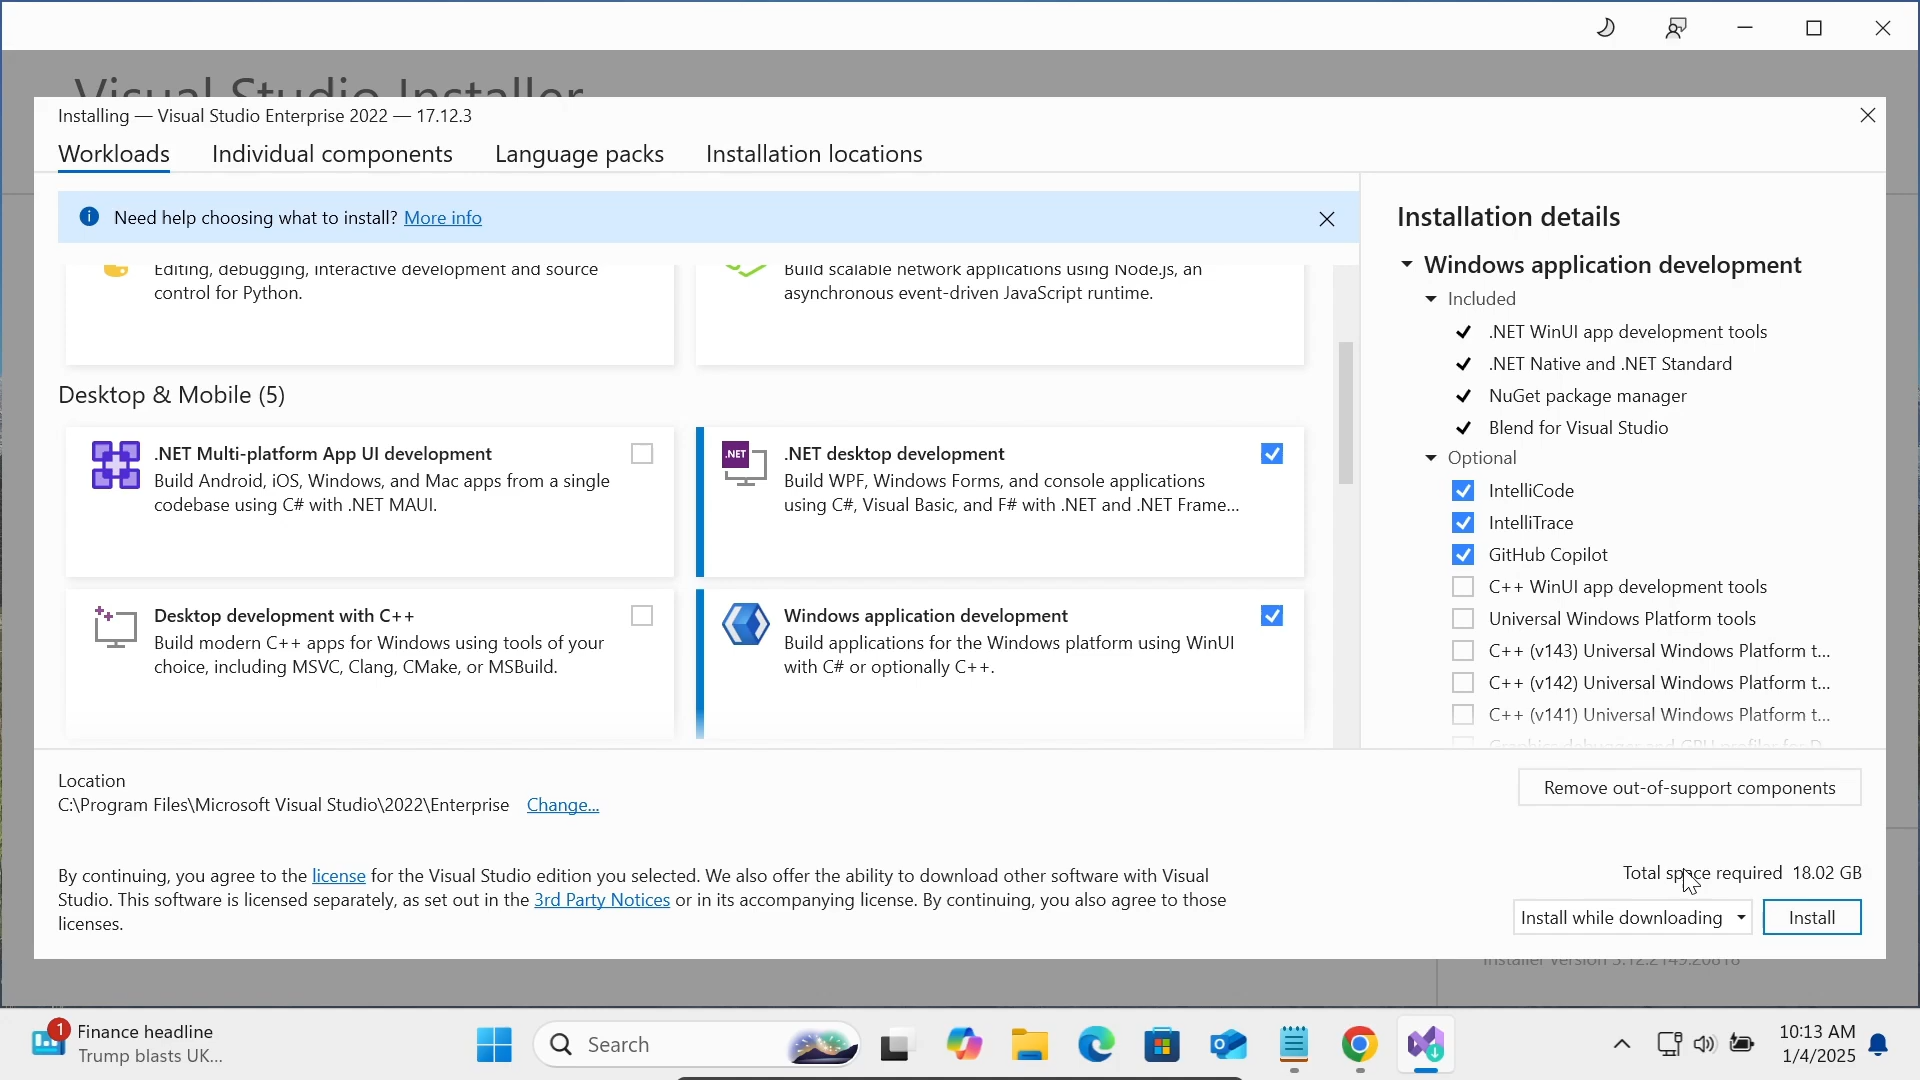 Visual Studio Installer
Installing — Visual Studio Enterprise 2022 — 17.12.3
Workloads
Individual components
Language packs
Installation locations
Need help choosing what to install? More info
Editing, debugging, interactive development and source
control for Python.
Build scalable network applications using Node.js, an
asynchronous event-driven JavaScript runtime.
Desktop & Mobile (5)
.NET Multi-platform App UI development
Build Android, iOS, Windows, and Mac apps from a single
codebase using C# with .NET MAUI.
.NET
.NET desktop development
Build WPF, Windows Forms, and console applications
using C#, Visual Basic, and F# with .NET and .NET Frame...
Desktop development with C++
Build modern C++ apps for Windows using tools of your
choice, including MSVC, Clang, CMake, or MSBuild.
Windows application development
Build applications for the Windows platform using WinUI
with C# or optionally C++.
Installation details
Windows application development
Included
.NET WinUI app development tools
.NET Native and .NET Standard
NuGet package manager
Blend for Visual Studio
Optional
IntelliCode
IntelliTrace
GitHub Copilot
C++ WinUI app development tools
Universal Windows Platform tools
C++ (v143) Universal Windows Platform t...
C++ (v142) Universal Windows Platform t...
C++ (v141) Universal Windows Platform t...
Graphics debugger and GPU profiler for D...
Location
C:\Program Files\Microsoft Visual Studio\2022\Enterprise Change...
Remove out-of-support components
By continuing, you agree to the license for the Visual Studio edition you selected. We also offer the ability to download other software with Visual
Studio. This software is licensed separately, as set out in the 3rd Party Notices or in its accompanying license. By continuing, you also agree to those
licenses.
Total space required 18.02 GB
Install while downloading
Install
1
Finance headline
Trump blasts UK...
Search
10:13 AM
1/4/2025